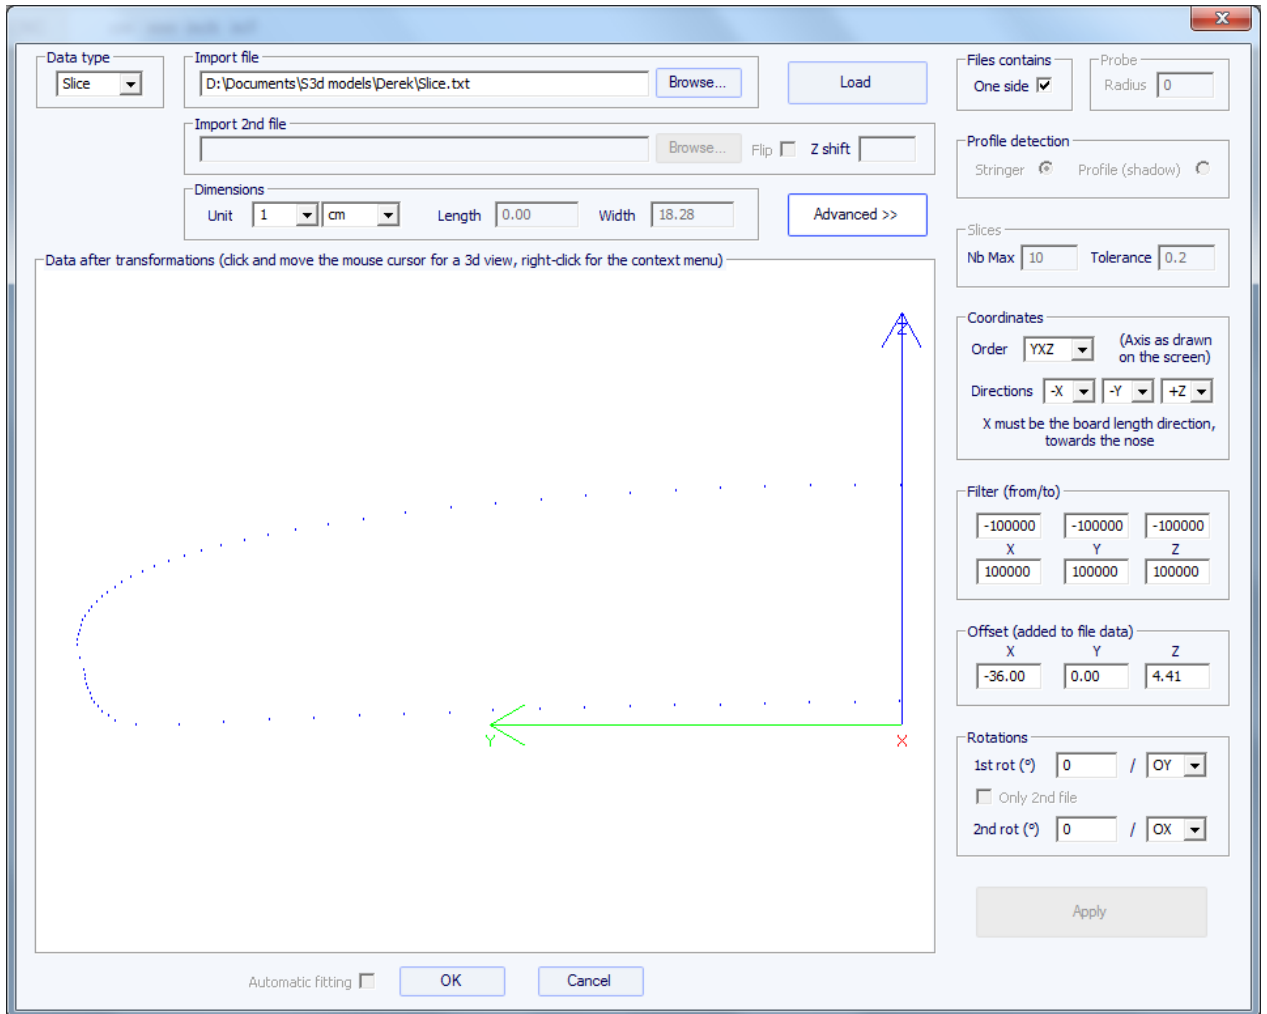 Data type
Slice
Import file
D:\Documents\S3d models\Derek\Slice.txt
Browse...
Load
Files contains
One side
Probe
Radius 0
Import 2nd file
Browse...
Flip
Z shift
Profile detection
Stringer
Profile (shadow)
Dimensions
Unit 1 cm
Length 0.00
Width 18.28
Advanced >>
Slices
Nb Max 10
Tolerance 0.2
Data after transformations (click and move the mouse cursor for a 3d view, right-click for the context menu)
Z
Y
X
Coordinates
Order YXZ
(Axis as drawn
on the screen)
Directions -X -Y +Z
X must be the board length direction,
towards the nose
Filter (from/to)
-100000 -100000 -100000
X Y Z
100000 100000 100000
Offset (added to file data)
X Y Z
-36.00 0.00 4.41
Rotations
1st rot (º) 0 / OY
Only 2nd file
2nd rot (º) 0 / OX
Apply
Automatic fitting
OK
Cancel